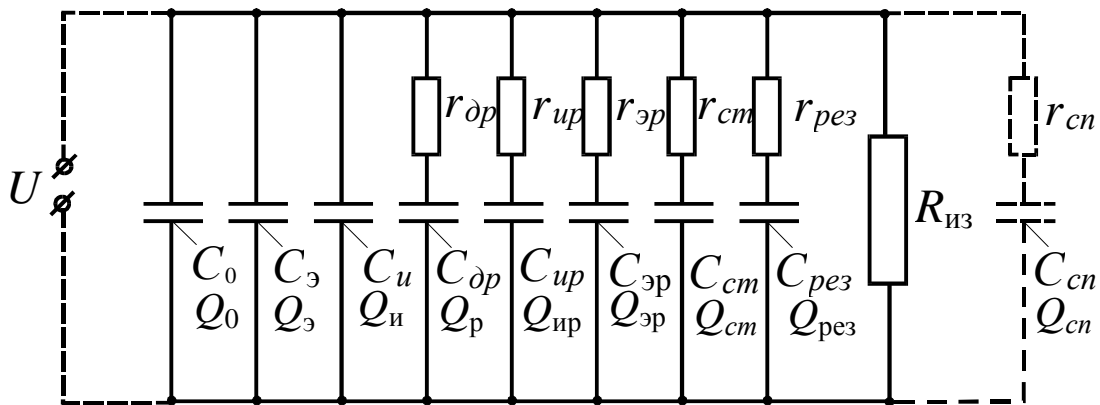 r_др r_ир r_эр r_ст r_рез r_сп
U R_из
C_0 C_э C_и C_др C_ир C_эр C_ст C_рез C_сп
Q_0 Q_э Q_и Q_р Q_ир Q_эр Q_ст Q_рез Q_сп